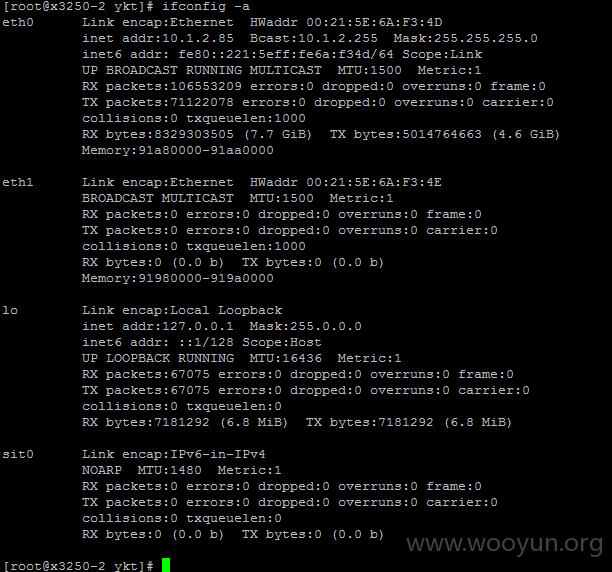 [root@x3250-2 ykt]# ifconfig -a
eth0      Link encap:Ethernet  HWaddr 00:21:5E:6A:F3:4D
          inet addr:10.1.2.85  Bcast:10.1.2.255  Mask:255.255.255.0
          inet6 addr: fe80::221:5eff:fe6a:f34d/64 Scope:Link
          UP BROADCAST RUNNING MULTICAST  MTU:1500  Metric:1
          RX packets:106553209 errors:0 dropped:0 overruns:0 frame:0
          TX packets:71122078 errors:0 dropped:0 overruns:0 carrier:0
          collisions:0 txqueuelen:1000
          RX bytes:8329303505 (7.7 GiB)  TX bytes:5014764663 (4.6 GiB)
          Memory:91a80000-91aa0000
eth1      Link encap:Ethernet  HWaddr 00:21:5E:6A:F3:4E
          BROADCAST MULTICAST  MTU:1500  Metric:1
          RX packets:0 errors:0 dropped:0 overruns:0 frame:0
          TX packets:0 errors:0 dropped:0 overruns:0 carrier:0
          collisions:0 txqueuelen:1000
          RX bytes:0 (0.0 b)  TX bytes:0 (0.0 b)
          Memory:91980000-919a0000
lo        Link encap:Local Loopback
          inet addr:127.0.0.1  Mask:255.0.0.0
          inet6 addr: ::1/128 Scope:Host
          UP LOOPBACK RUNNING  MTU:16436  Metric:1
          RX packets:67075 errors:0 dropped:0 overruns:0 frame:0
          TX packets:67075 errors:0 dropped:0 overruns:0 carrier:0
          collisions:0 txqueuelen:0
          RX bytes:7181292 (6.8 MiB)  TX bytes:7181292 (6.8 MiB)
sit0      Link encap:IPv6-in-IPv4
          NOARP  MTU:1480  Metric:1
          RX packets:0 errors:0 dropped:0 overruns:0 frame:0
          TX packets:0 errors:0 dropped:0 overruns:0 carrier:0
          collisions:0 txqueuelen:0
          RX bytes:0 (0.0 b)  TX bytes:0 (0.0 b)
www.wooyun.org
[root@x3250-2 ykt]#